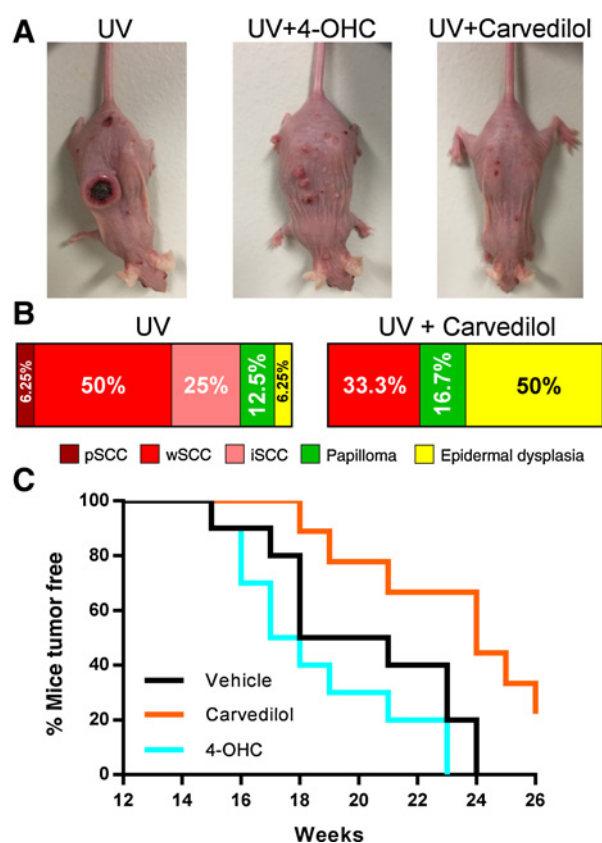 A
UV
UV+4-OHC
UV+Carvedilol
B
UV
UV + Carvedilol
6.25%
50%
25%
12.5%
6.25%
33.3%
16.7%
50%
pSCC
wSCC
iSCC
Papilloma
Epidermal dysplasia
C
% Mice tumor free
100
80
60
40
20
0
Vehicle
Carvedilol
4-OHC
12
14
16
18
20
22
24
26
Weeks